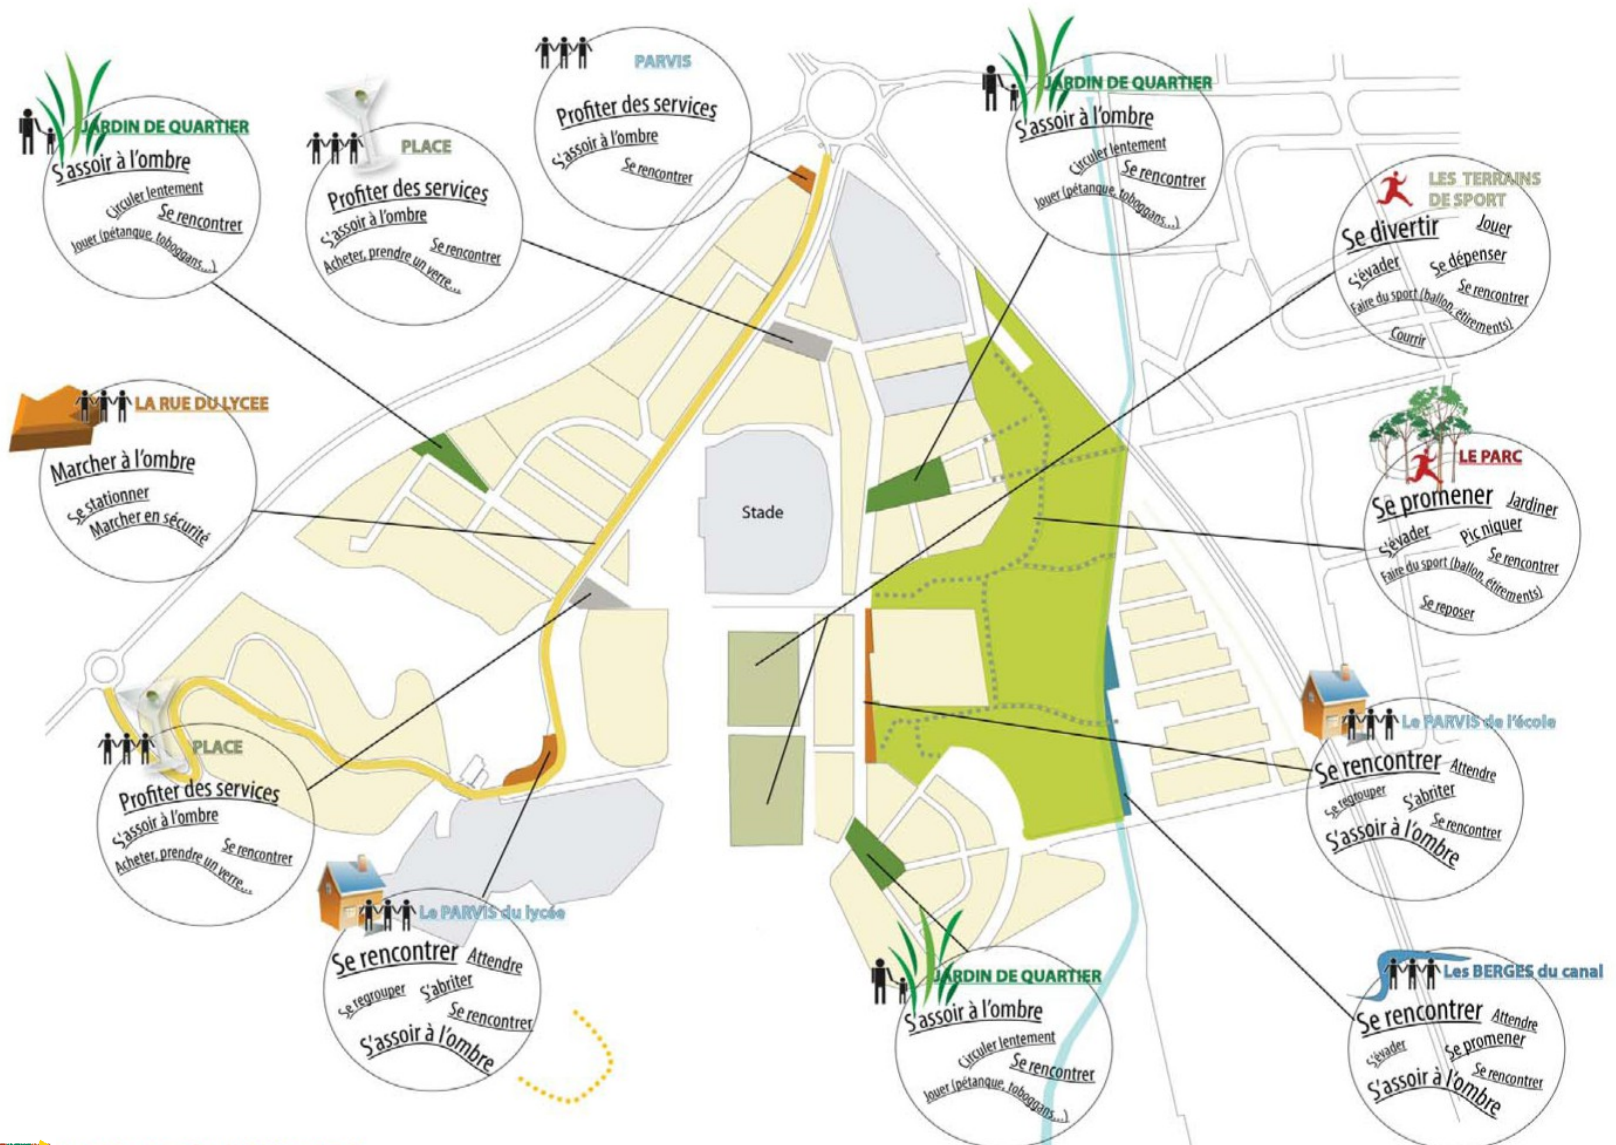 JARDIN DE QUARTIER
S'assoir à l'ombre
Circuler lentement
Se rencontrer
Jouer (pétanque, toboggans...)
PLACE
Profiter des services
S'assoir à l'ombre
Se rencontrer
Acheter, prendre un verre...
PARVIS
Profiter des services
S'assoir à l'ombre
Se rencontrer
JARDIN DE QUARTIER
S'assoir à l'ombre
Circuler lentement
Se rencontrer
Jouer (pétanque, toboggans...)
LES TERRAINS
DE SPORT
Se divertir
Jouer
S'évader
Se dépenser
Se rencontrer
Faire du sport (ballon, étirements)
Courrir
LA RUE DU LYCEE
Marcher à l'ombre
Se stationner
Marcher en sécurité
Stade
LE PARC
Se promener
Jardiner
S'évader
Pic niquer
Se rencontrer
Faire du sport (ballon, étirements)
Se reposer
PLACE
Profiter des services
S'assoir à l'ombre
Se rencontrer
Acheter, prendre un verre...
Le PARVIS de l'école
Se rencontrer
Attendre
Se regrouper
S'abriter
Se rencontrer
S'assoir à l'ombre
Le PARVIS du lycée
Se rencontrer
Attendre
Se regrouper
S'abriter
Se rencontrer
S'assoir à l'ombre
JARDIN DE QUARTIER
S'assoir à l'ombre
Circuler lentement
Se rencontrer
Jouer (pétanque, toboggans...)
Les BERGES du canal
Se rencontrer
Attendre
S'évader
Se promener
Se rencontrer
S'assoir à l'ombre